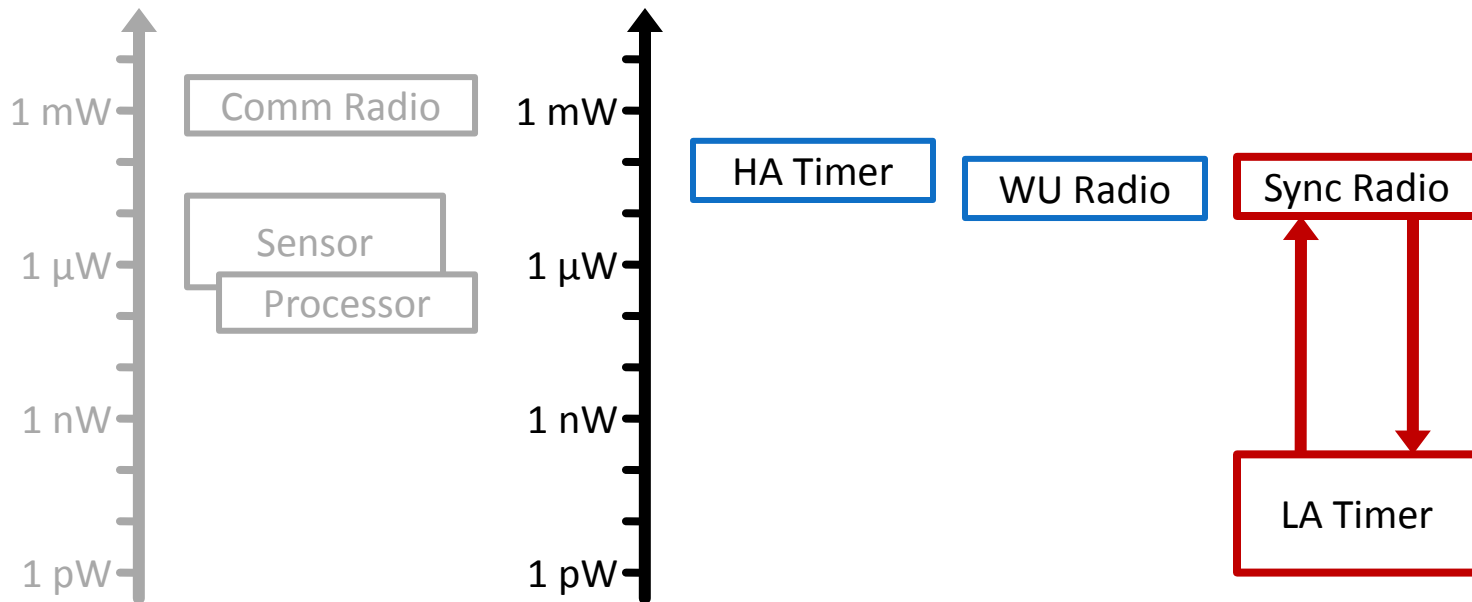 1 mW
1 µW
1 nW
1 pW
Comm Radio
Sensor
Processor
1 mW
1 µW
1 nW
1 pW
HA Timer
WU Radio
Sync Radio
LA Timer